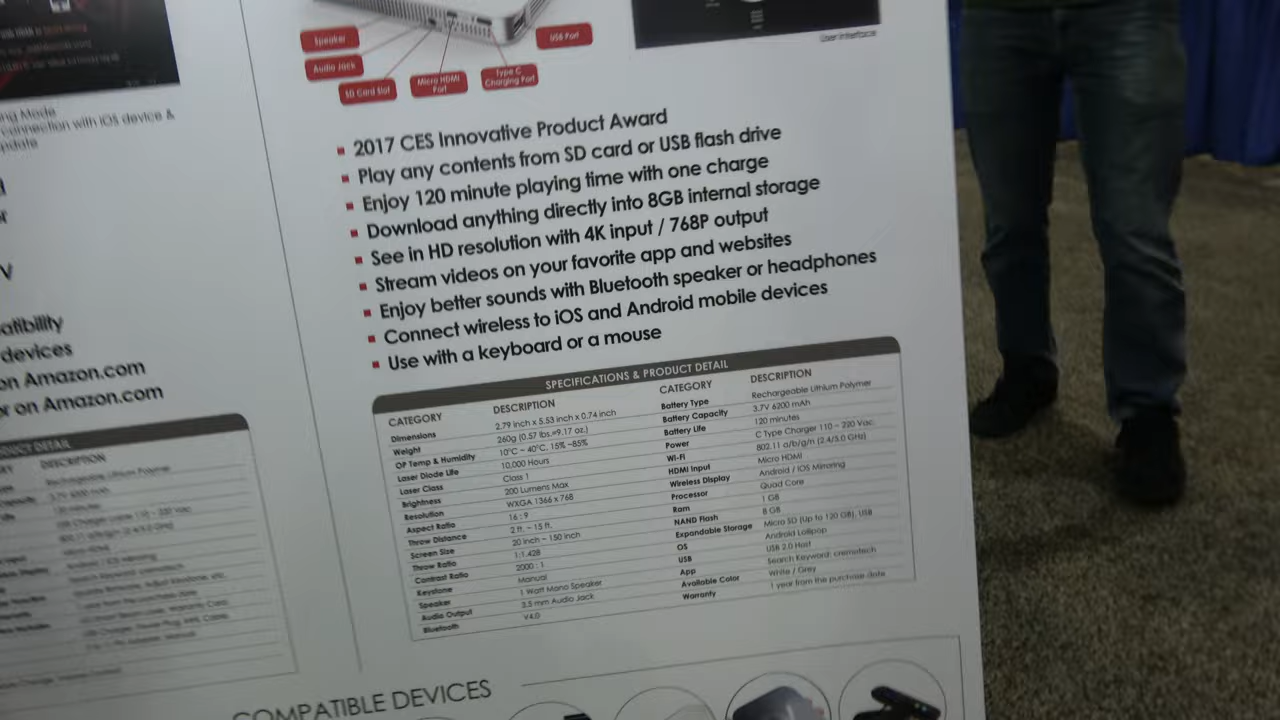 Speaker
Audio Jack
SD Card Slot
Micro HDMI
Port
Type C
Charging Port
USB Port
User Interface
ng Mode
connection with iOS device &
pdate
V
devices
on Amazon.com
or on Amazon.com
DESCRIPTION
Rechargeable Lithium Polymer
2017 CES Innovative Product Award
Play any contents from SD card or USB flash drive
Enjoy 120 minute playing time with one charge
Download anything directly into 8GB internal storage
See in HD resolution with 4K input / 768P output
Stream videos on your favorite app and websites
Enjoy better sounds with Bluetooth speaker or headphones
Connect wireless to iOS and Android mobile devices
Use with a keyboard or a mouse
SPECIFICATIONS & PRODUCT DETAIL
CATEGORY DESCRIPTION
Dimensions 2.79 inch x 5.53 inch x 0.74 inch
Weight 260g (0.57 lbs=9.17 oz.)
OP Temp & Humidity 10°C ~ 40°C, 15% ~85%
Laser Diode Life 10,000 Hours
Laser Class Class 1
Brightness 200 Lumens Max
Resolution WXGA 1366 x 768
Aspect Ratio 16 : 9
Throw Distance 2 ft. ~ 15 ft.
Screen Size 20 inch ~ 150 inch
Throw Ratio 1:1.428
Contrast Ratio 2000 : 1
Keystone Manual
Speaker 1 Watt Mono Speaker
Audio Output 3.5 mm Audio Jack
Bluetooth V4.0
CATEGORY DESCRIPTION
Battery Type Rechargeable Lithium Polymer
Battery Capacity 3.7V 6200 mAh
Battery Life 120 minutes
Power C Type Charger 110 ~ 220 Vac
Wi-Fi 802.11 a/b/g/n (2.4/5.0 GHz)
HDMI Input Micro HDMI
Wireless Display Android / iOS Mirroring
Processor Quad Core
Ram 1 GB
NAND Flash 8 GB
Expandable Storage Micro SD (Up to 120 GB), USB
OS Android Lollipop
USB USB 2.0 Host
App Search Keyword: cremotech
Available Color White / Grey
Warranty 1 year from the purchase date
COMPATIBLE DEVICES